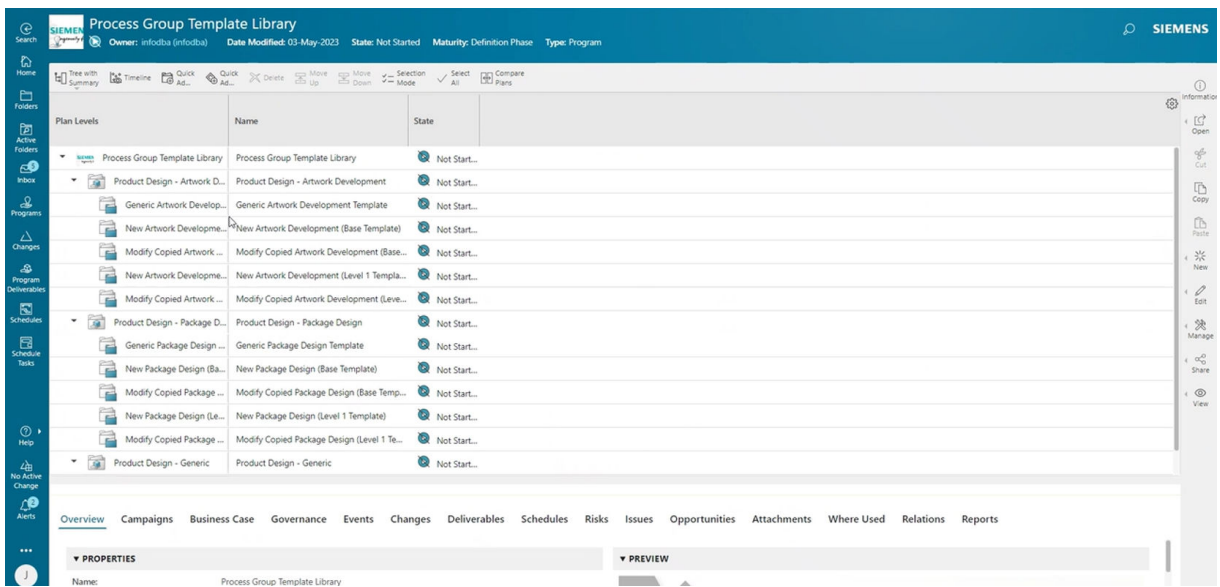 Process Group Template Library
SIEMEN
Owner: infodba (infodba) Date Modified: 03-May-2023 State: Not Started Maturity: Definition Phase Type: Program
SIEMENS
Search
Home
Folders
Active
Folders
5
Inbox
Programs
Changes
Program
Deliverables
Schedules
Schedule
Tasks
Help
No Active
Change
2
Alerts
J
Tree with
Summary
Timeline
Quick
Ad...
Quick
Ad...
Delete
Move
Up
Move
Down
Selection
Mode
Select
All
Compare
Plans
Plan Levels Name State
Process Group Template Library Process Group Template Library Not Start...
Product Design - Artwork D... Product Design - Artwork Development Not Start...
Generic Artwork Develop... Generic Artwork Development Template Not Start...
New Artwork Developme... New Artwork Development (Base Template) Not Start...
Modify Copied Artwork ... Modify Copied Artwork Development (Base... Not Start...
New Artwork Developme... New Artwork Development (Level 1 Templa... Not Start...
Modify Copied Artwork ... Modify Copied Artwork Development (Leve... Not Start...
Product Design - Package D... Product Design - Package Design Not Start...
Generic Package Design ... Generic Package Design Template Not Start...
New Package Design (Ba... New Package Design (Base Template) Not Start...
Modify Copied Package ... Modify Copied Package Design (Base Temp... Not Start...
New Package Design (Le... New Package Design (Level 1 Template) Not Start...
Modify Copied Package ... Modify Copied Package Design (Level 1 Te... Not Start...
Product Design - Generic Product Design - Generic Not Start...
Information
Open
Cut
Copy
Paste
New
Edit
Manage
Share
View
Overview Campaigns Business Case Governance Events Changes Deliverables Schedules Risks Issues Opportunities Attachments Where Used Relations Reports
PROPERTIES
PREVIEW
Name: Process Group Template Library